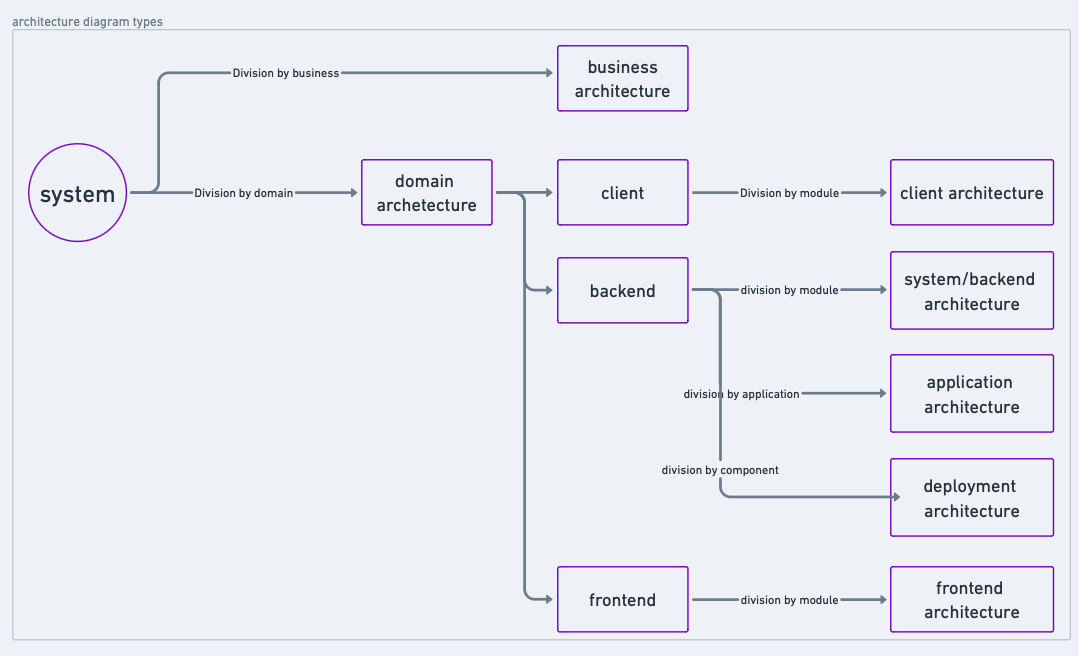 architecture diagram types
Division by business
business
architecture
system
Division by domain
domain
archetecture
client
Division by module
client architecture
backend
division by module
system/backend
architecture
division by application
application
architecture
division by component
deployment
architecture
frontend
division by module
frontend
architecture